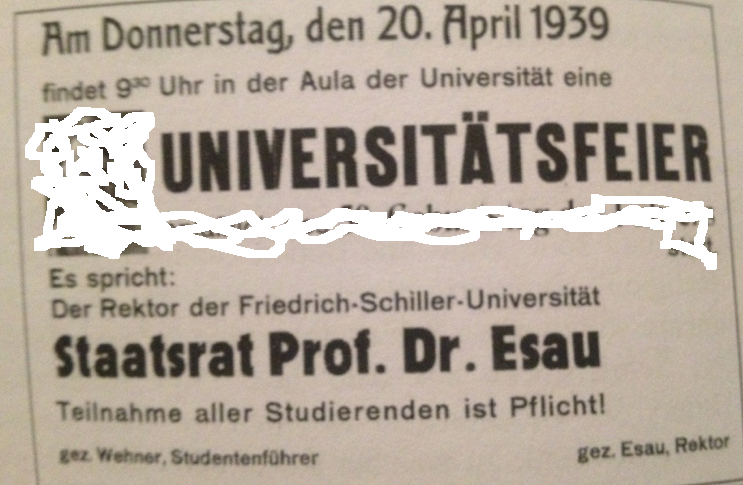 Am Donnerstag, den 20. April 1939
findet 9³⁰ Uhr in der Aula der Universität eine
UNIVERSITÄTSFEIER
Es spricht:
Der Rektor der Friedrich-Schiller-Universität
Staatsrat Prof. Dr. Esau
Teilnahme aller Studierenden ist Pflicht!
gez. Wehner, Studentenführer
gez. Esau, Rektor